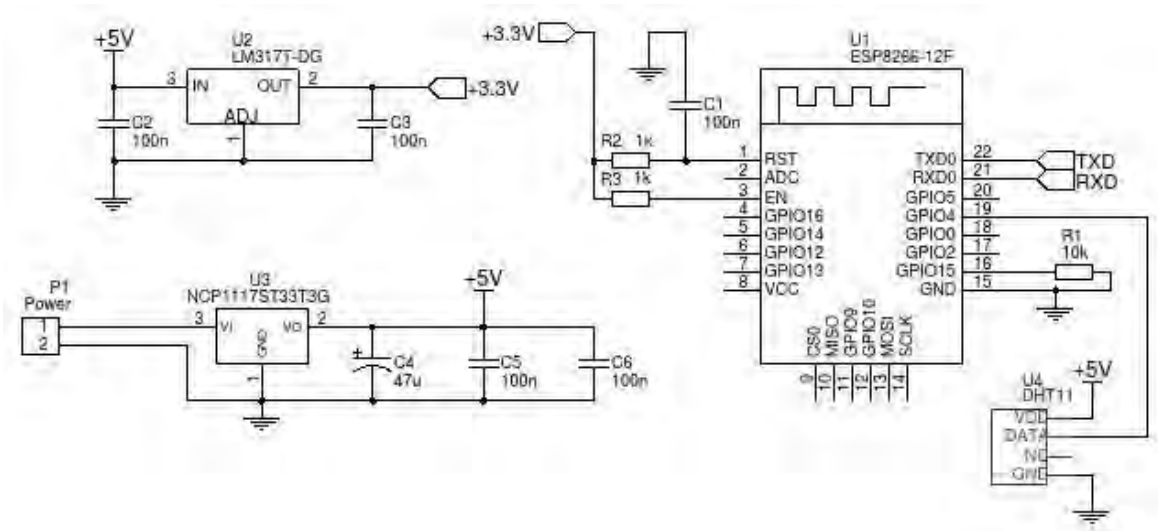 +5V
U2
LM317T-DG
3 IN OUT 2
+3.3V
ADJ
1
C2
100n
C3
100n
+3.3V
C1
100n
R2 1k
R3 1k
U1
ESP8266-12F
1 RST
2 ADC
3 EN
4 GPIO16
5 GPIO14
6 GPIO12
7 GPIO13
8 VCC
TXD0 22 TXD
RXD0 21 RXD
GPIO5 20
GPIO4 19
GPIO0 18
GPIO2 17
GPIO15 16
GND 15
R1
10k
CS0 MISO GPIO9 GPIO10 MOSI SCLK
9 10 11 12 13 14
P1
Power
1
2
U3
NCP1117ST33T3G
3 VI VO 2
GND
1
+5V
C4
47u
C5
100n
C6
100n
+5V
U4
DHT11
VDD
DATA
NC
GND